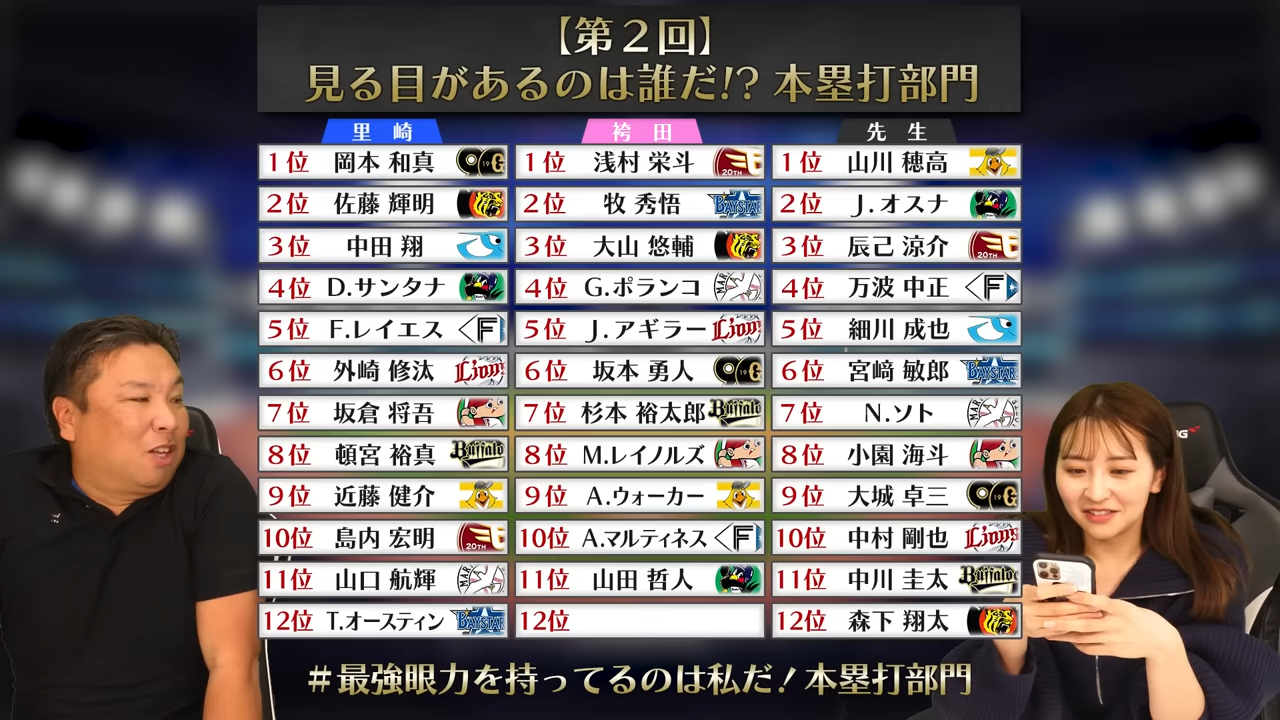 【第２回】
見る目があるのは誰だ!? 本塁打部門
里崎
1位 岡本 和真
2位 佐藤 輝明
3位 中田 翔
4位 D.サンタナ
5位 F.レイエス
6位 外崎 修汰
7位 坂倉 将吾
8位 頓宮 裕真
9位 近藤 健介
10位 島内 宏明
11位 山口 航輝
12位 T.オースティン
袴田
1位 浅村 栄斗
2位 牧 秀悟
3位 大山 悠輔
4位 G.ポランコ
5位 J.アギラー
6位 坂本 勇人
7位 杉本 裕太郎
8位 M.レイノルズ
9位 A.ウォーカー
10位 A.マルティネス
11位 山田 哲人
12位
先生
1位 山川 穂高
2位 J.オスナ
3位 辰己 涼介
4位 万波 中正
5位 細川 成也
6位 宮﨑 敏郎
7位 N.ソト
8位 小園 海斗
9位 大城 卓三
10位 中村 剛也
11位 中川 圭太
12位 森下 翔太
＃最強眼力を持ってるのは私だ！本塁打部門